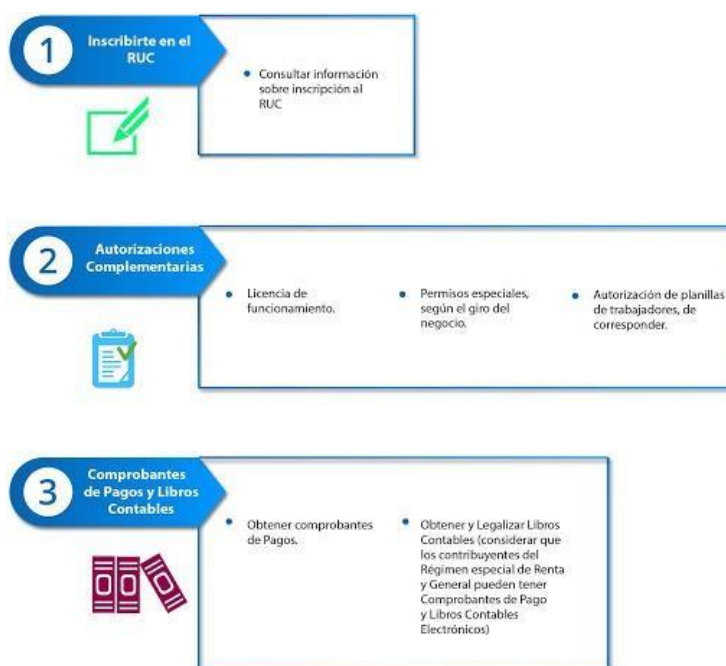 1
Inscribirte en el
RUC
• Consultar información
sobre inscripción al
RUC
2
Autorizaciones
Complementarias
• Licencia de
funcionamiento.
• Permisos especiales,
según el giro del
negocio.
• Autorización de planillas
de trabajadores, de
corresponder.
3
Comprobantes
de Pagos y Libros
Contables
• Obtener comprobantes
de Pagos.
• Obtener y Legalizar Libros
Contables (considerar que
los contribuyentes del
Régimen especial de Renta
y General pueden tener
Comprobantes de Pago
y Libros Contables
Electrónicos)